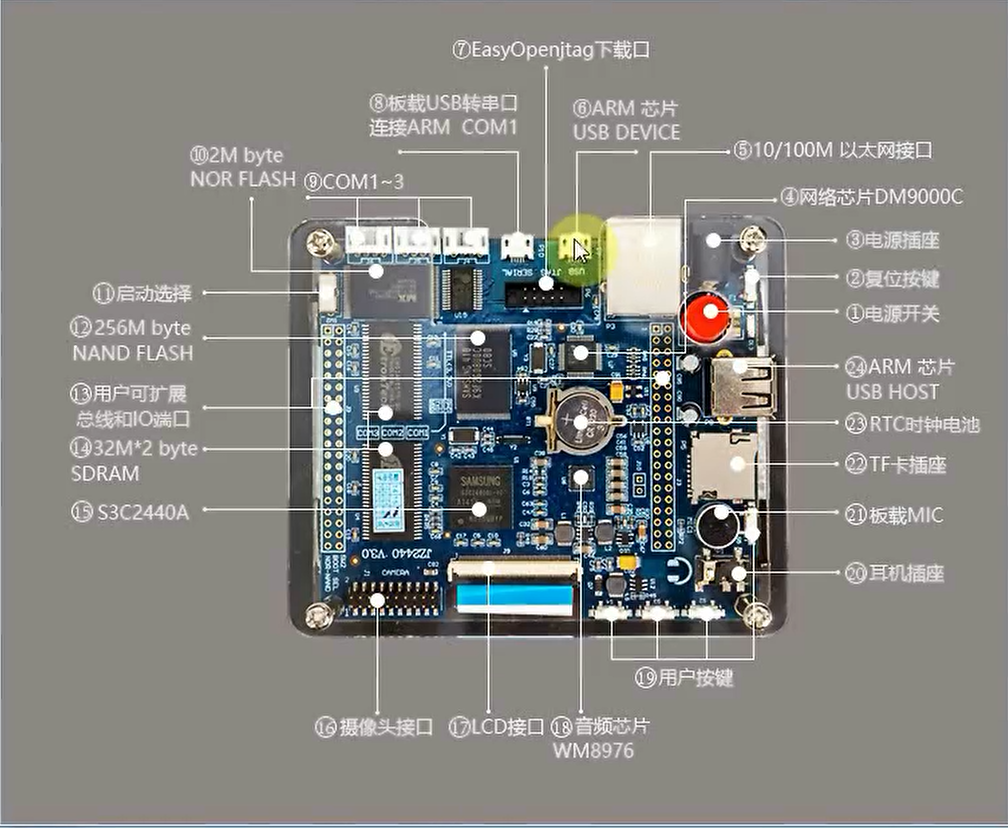 ⑦EasyOpenjtag下载口
⑧板载USB转串口
连接ARM COM1
⑥ARM 芯片
USB DEVICE
⑤10/100M 以太网接口
⑩2M byte
NOR FLASH
⑨COM1~3
④网络芯片DM9000C
③电源插座
②复位按键
①电源开关
⑪启动选择
⑫256M byte
NAND FLASH
⑬用户可扩展
总线和IO端口
⑭32M*2 byte
SDRAM
⑮S3C2440A
㉔ARM 芯片
USB HOST
㉓RTC时钟电池
㉒TF卡插座
㉑板载MIC
⑳耳机插座
⑲用户按键
⑯摄像头接口
⑰LCD接口
⑱音频芯片
WM8976
SERIAL
JTAG
USB
COM3 COM2 COM1
SAMSUNG
JZ2440 V3.0
CAMERA